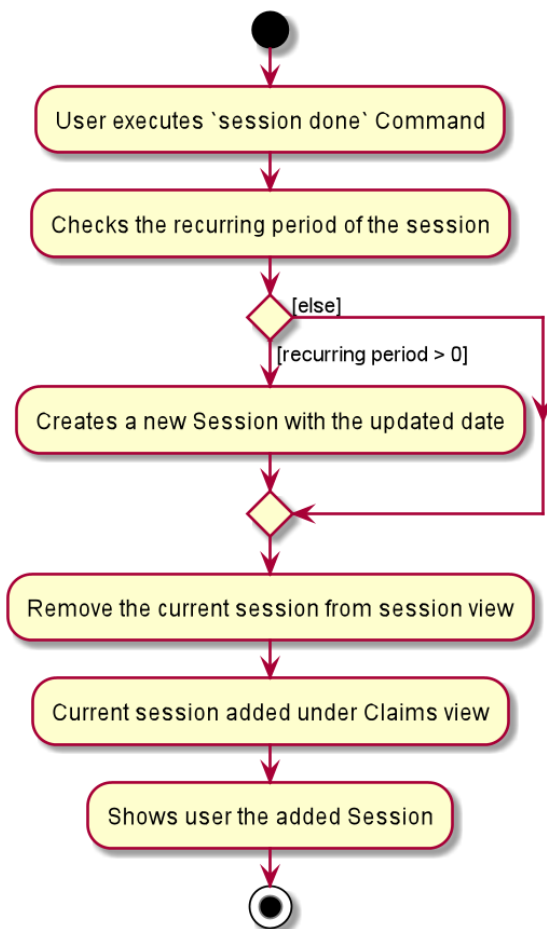 User executes `session done` Command
Checks the recurring period of the session
[else]
[recurring period > 0]
Creates a new Session with the updated date
Remove the current session from session view
Current session added under Claims view
Shows user the added Session